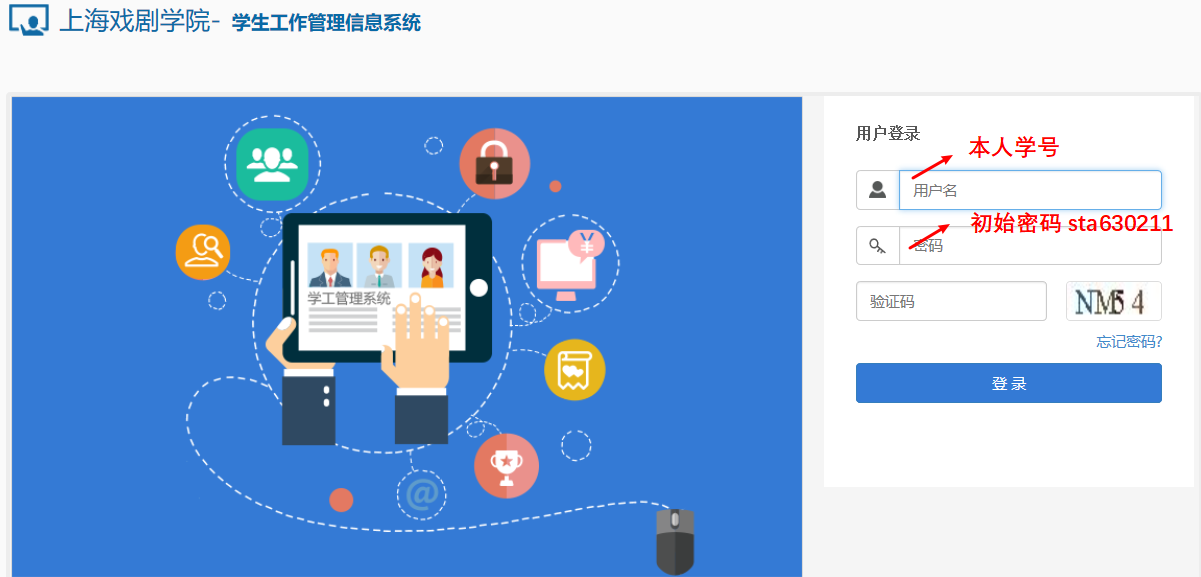 上海戏剧学院- 学生工作管理信息系统
用户登录
本人学号
用户名
初始密码 sta630211
密码
验证码
NM54
忘记密码?
登录
学工管理系统
¥
@